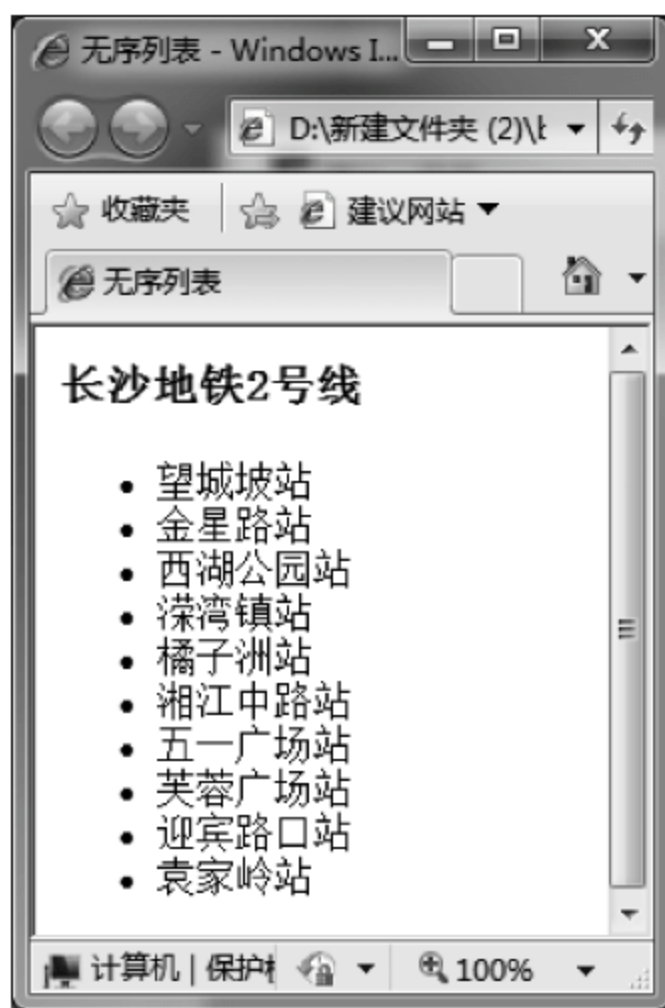 无序列表 - Windows I...
D:\新建文件夹 (2)\
收藏夹 建议网站
无序列表
长沙地铁2号线
• 望城坡站
• 金星路站
• 西湖公园站
• 溁湾镇站
• 橘子洲站
• 湘江中路站
• 五一广场站
• 芙蓉广场站
• 迎宾路口站
• 袁家岭站
计算机 | 保护 100%